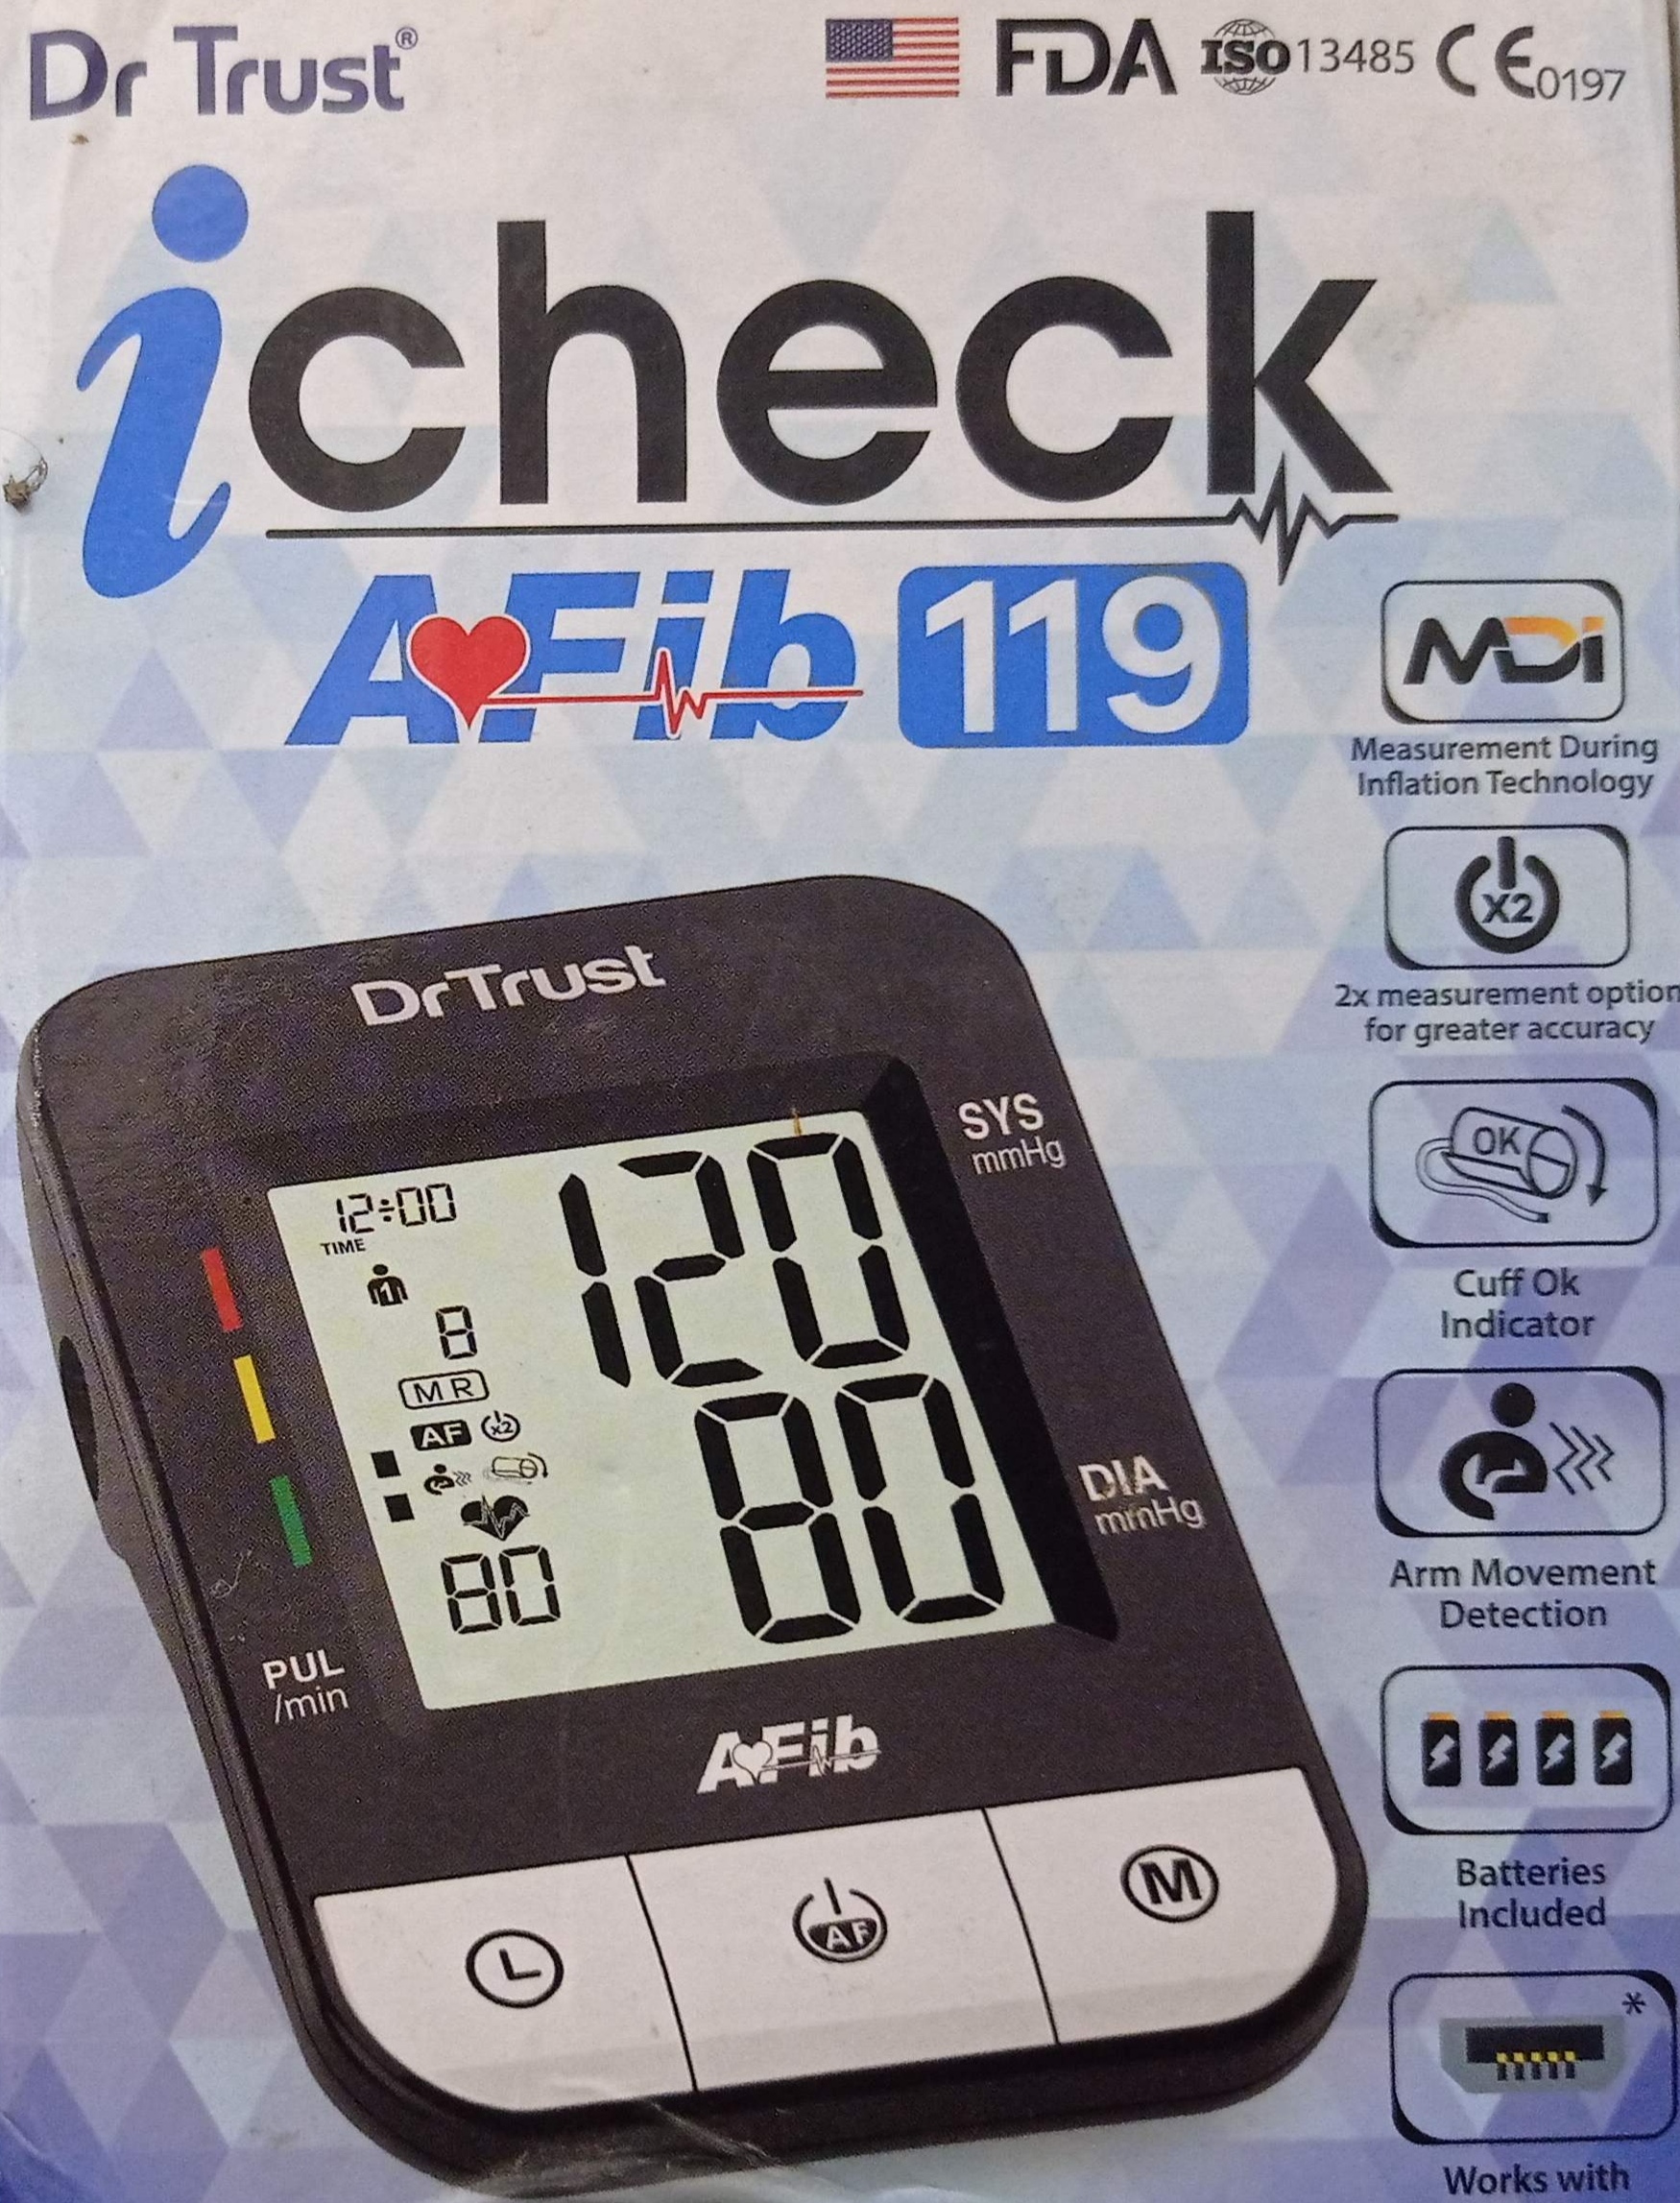 Dr Trust®
FDA ISO 13485 CE0197
icheck
AFib 119
MDi
Measurement During
Inflation Technology
X2
2x measurement option
for greater accuracy
OK
Cuff Ok
Indicator
Arm Movement
Detection
Batteries
Included
*
Works with
DrTrust
SYS
mmHg
12:00
TIME
120
1
8
MR
AF X2
80
DIA
mmHg
80
PUL
/min
AFib
AF
M